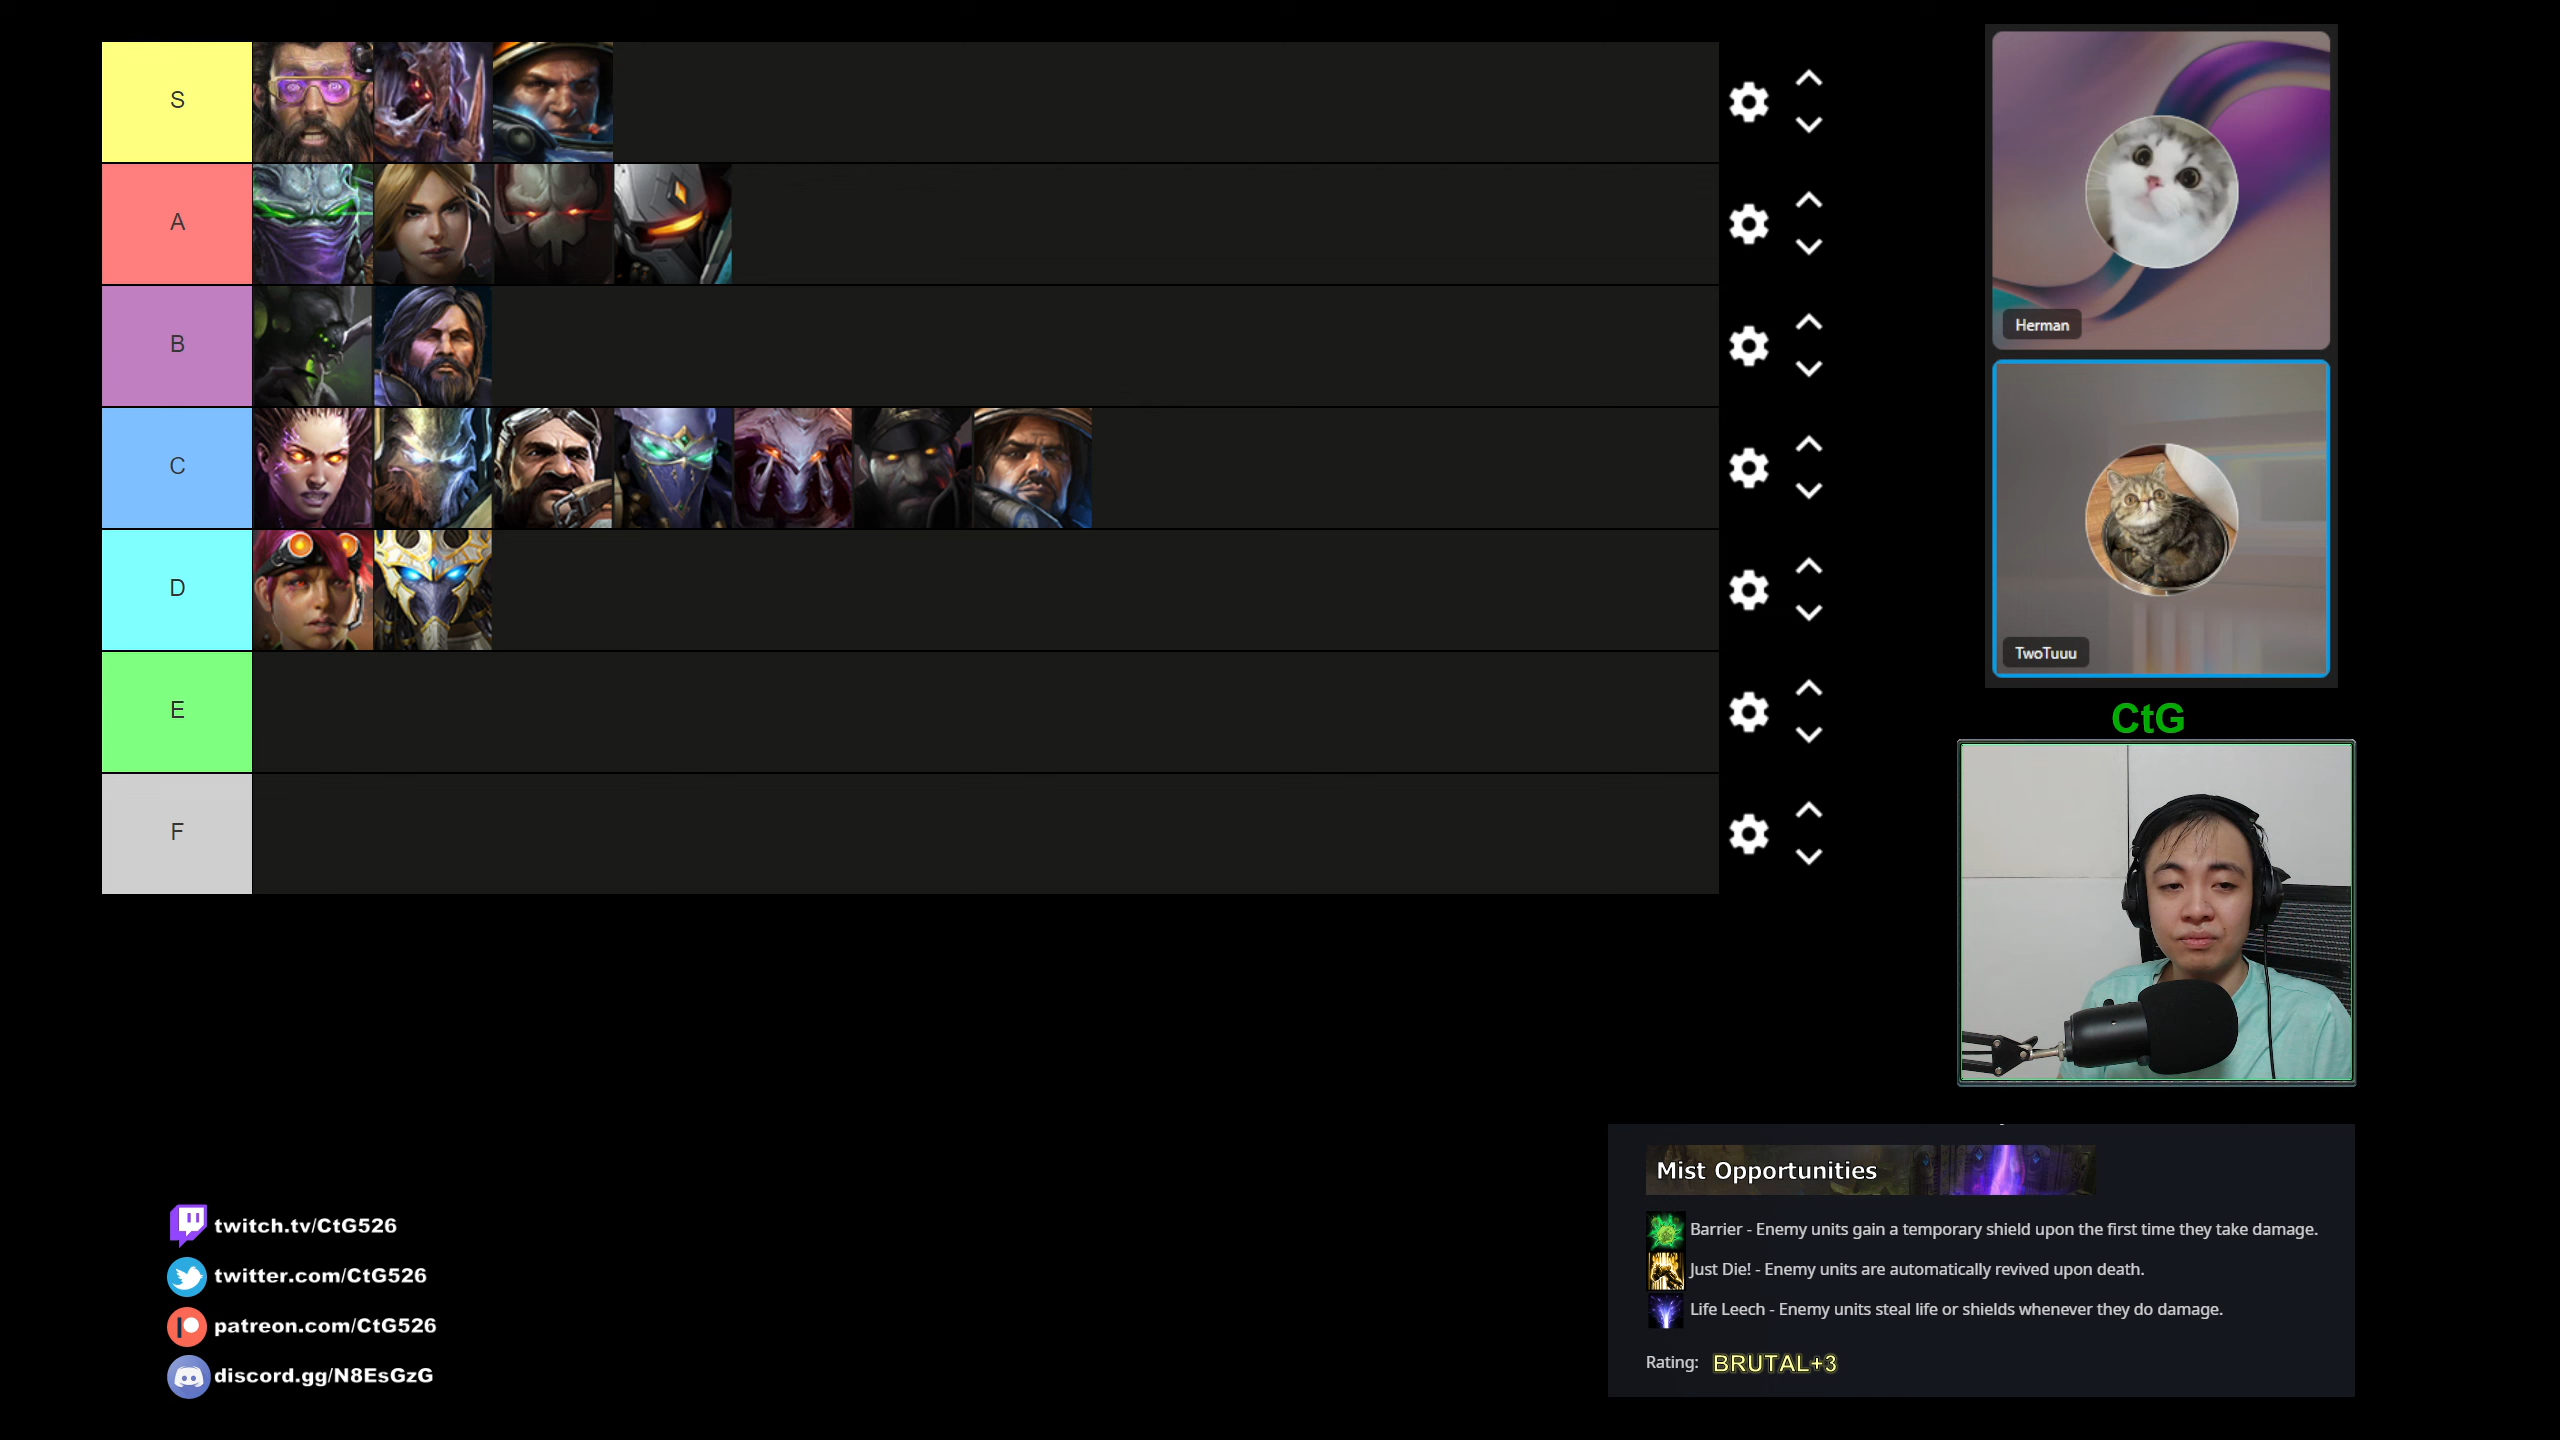 S
A
B
C
D
E
F
Herman
TwoTuuu
CtG
twitch.tv/CtG526
twitter.com/CtG526
patreon.com/CtG526
discord.gg/N8EsGzG
Mist Opportunities
Barrier - Enemy units gain a temporary shield upon the first time they take damage.
Just Die! - Enemy units are automatically revived upon death.
Life Leech - Enemy units steal life or shields whenever they do damage.
Rating: BRUTAL+3